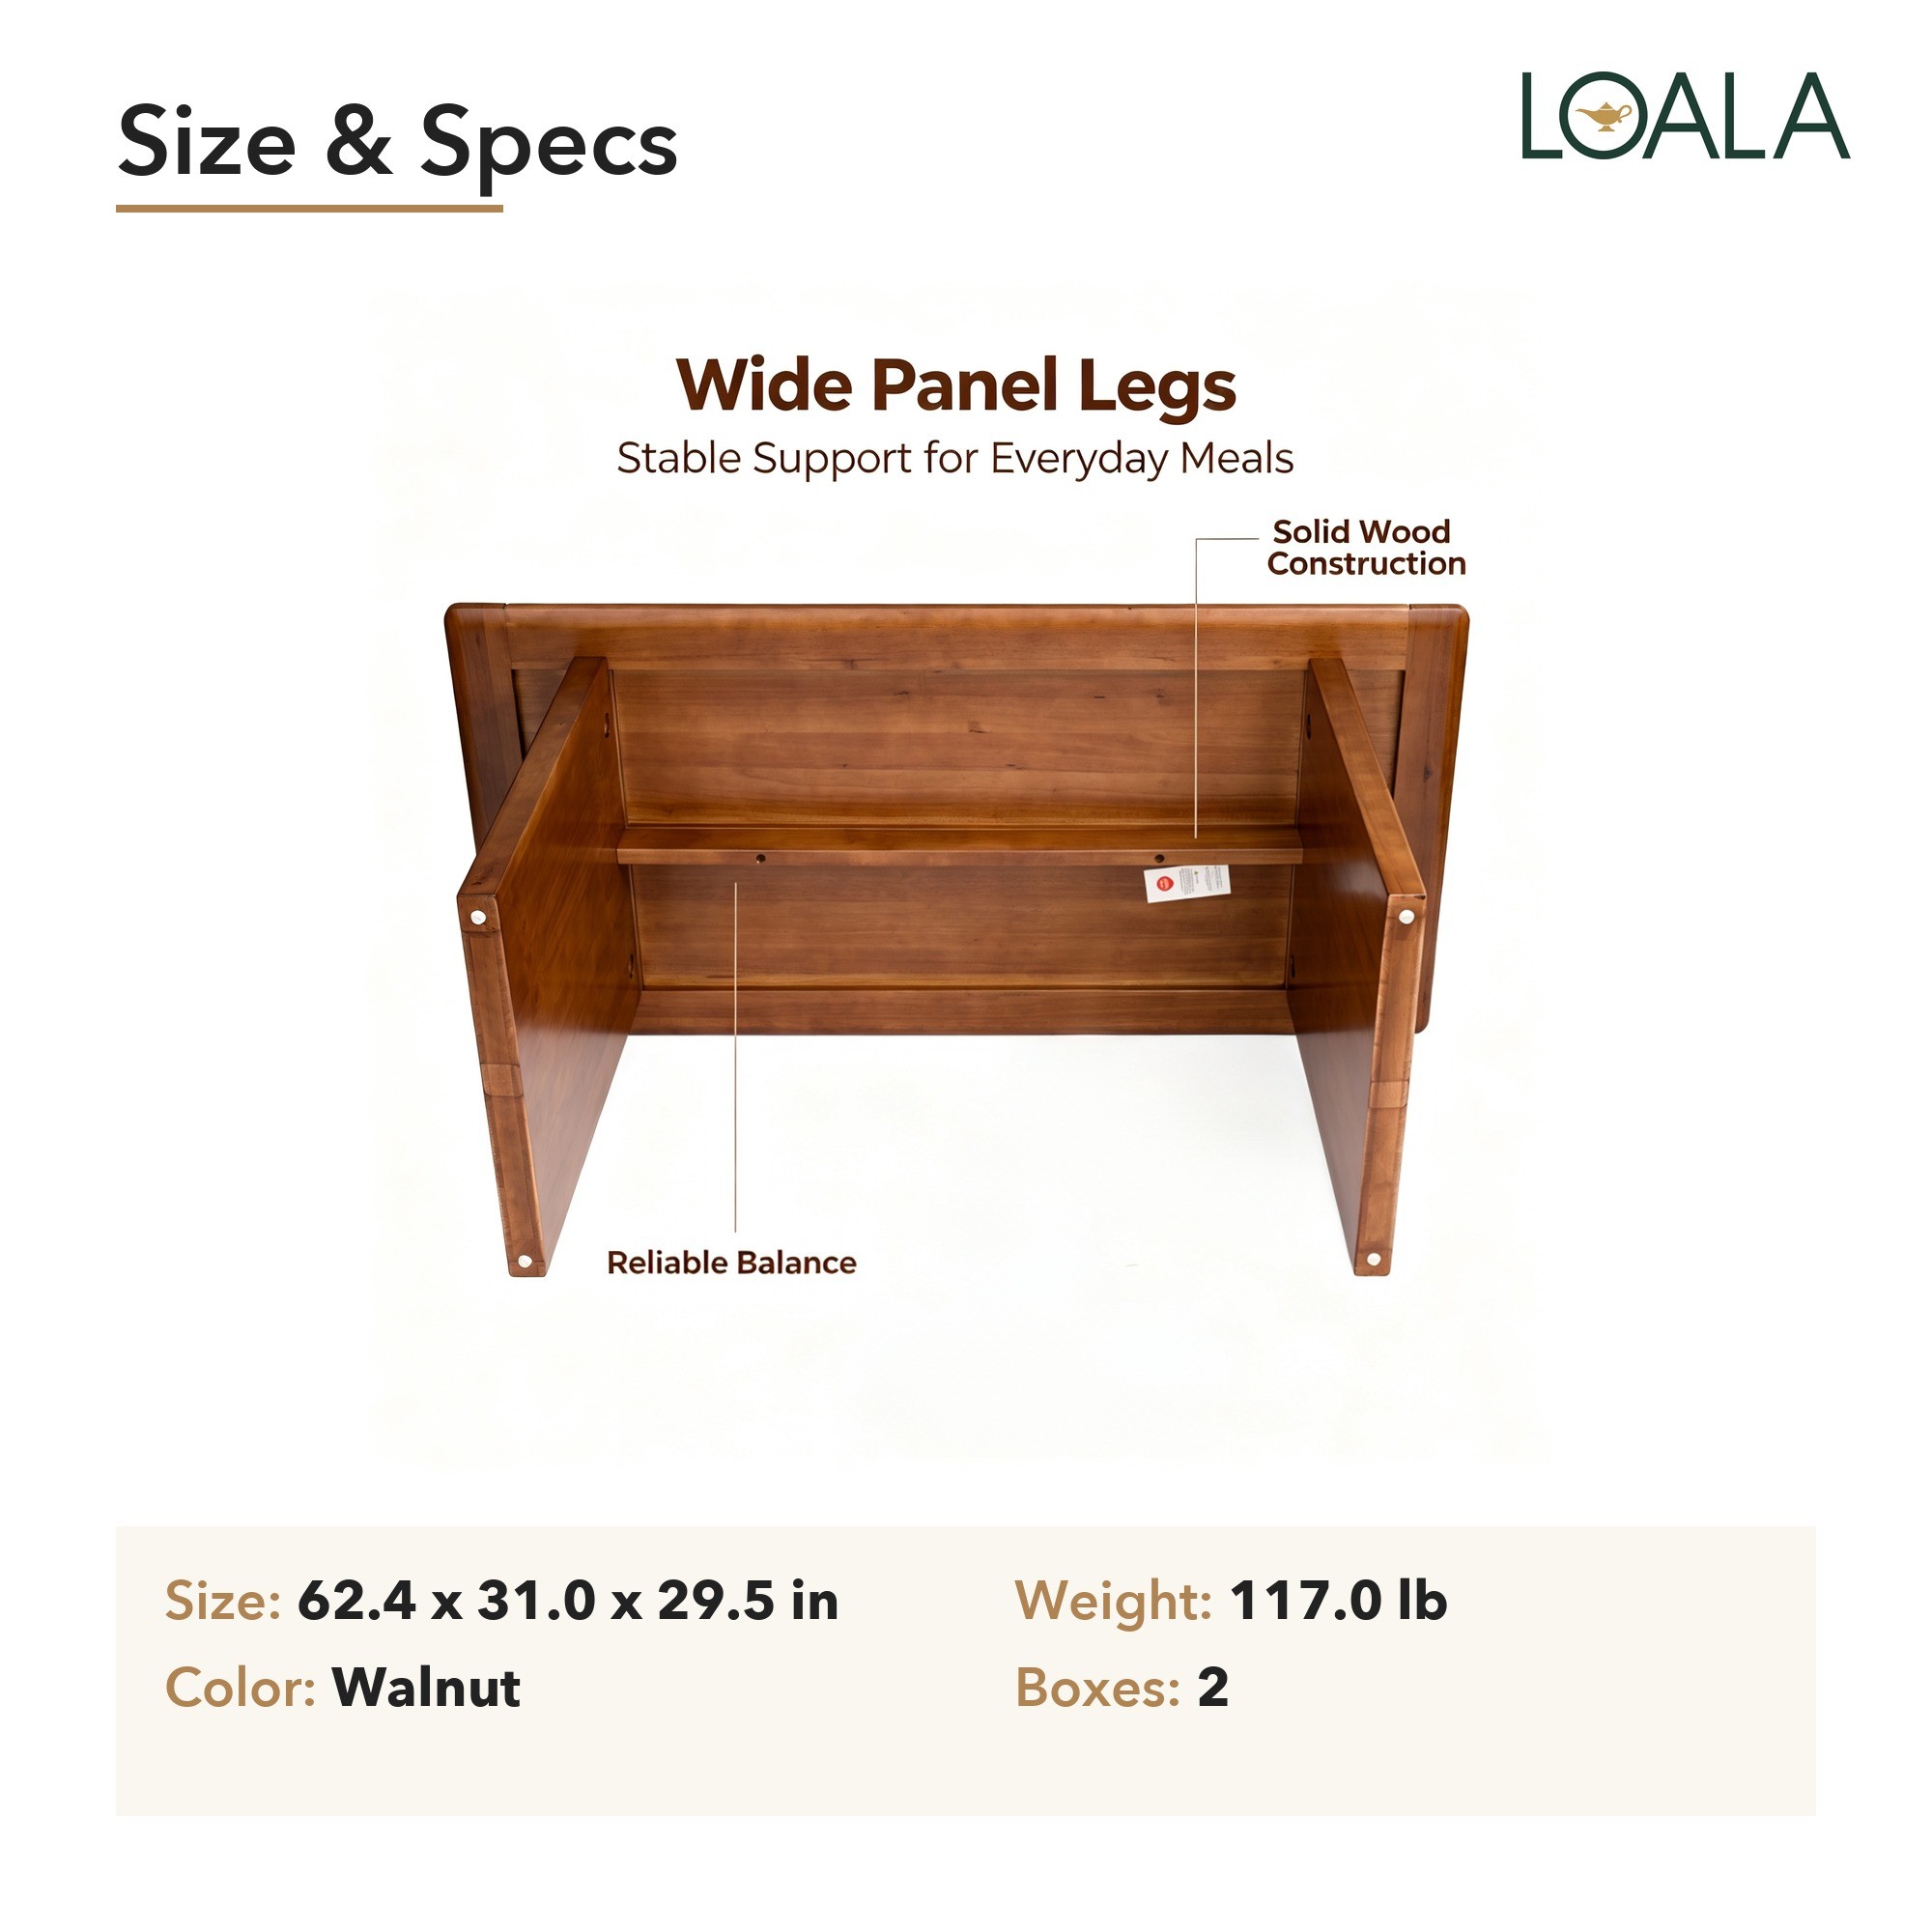 Size & Specs
LOALA
Wide Panel Legs
Stable Support for Everyday Meals
Solid Wood
Construction
Reliable Balance
Size: 62.4 x 31.0 x 29.5 in
Weight: 117.0 lb
Color: Walnut
Boxes: 2